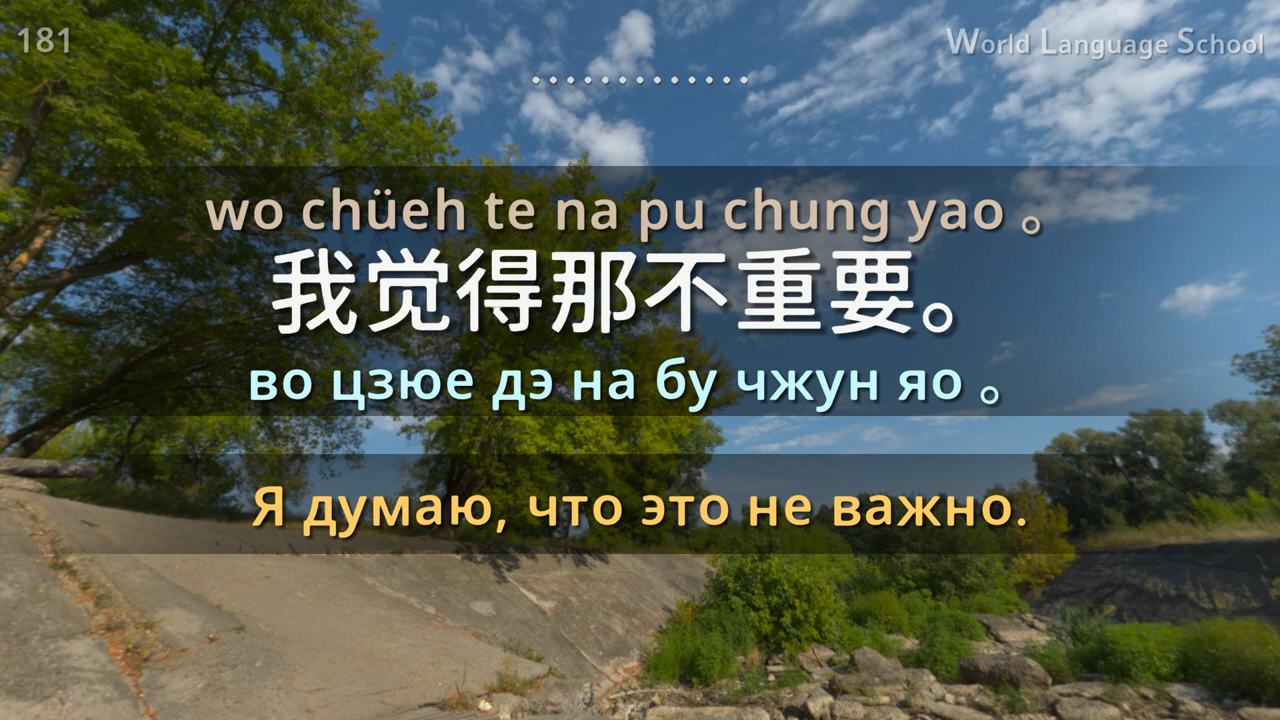 181
World Language School
wo chüeh te na pu chung yao 。
我觉得那不重要。
во цзюе дэ на бу чжун яо 。
Я думаю, что это не важно.